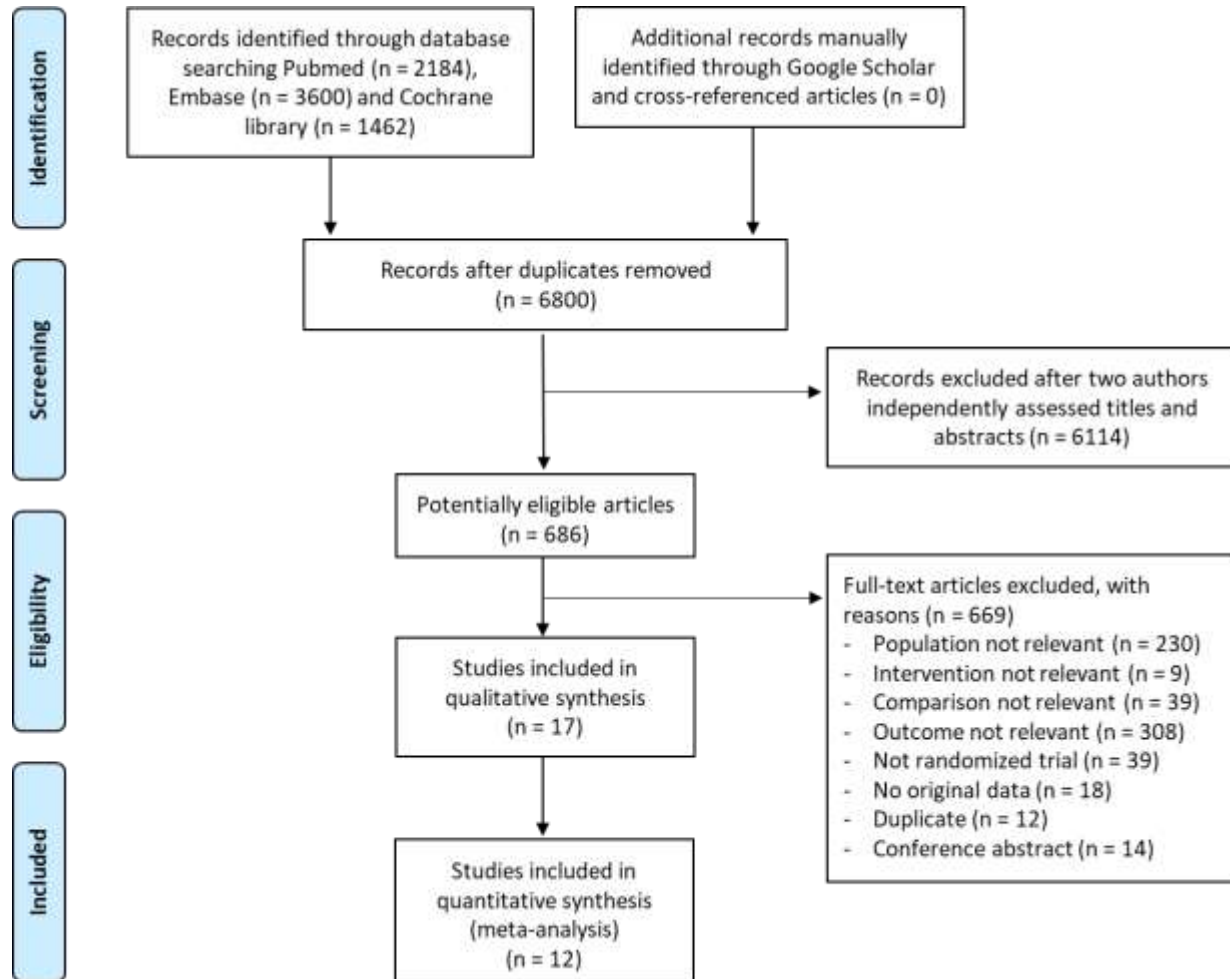 Identification
Records identified through database
searching Pubmed (n = 2184),
Embase (n = 3600) and Cochrane
library (n = 1462)
Additional records manually
identified through Google Scholar
and cross-referenced articles (n = 0)
Screening
Records after duplicates removed
(n = 6800)
Records excluded after two authors
independently assessed titles and
abstracts (n = 6114)
Eligibility
Potentially eligible articles
(n = 686)
Full-text articles excluded, with
reasons (n = 669)
- Population not relevant (n = 230)
- Intervention not relevant (n = 9)
- Comparison not relevant (n = 39)
- Outcome not relevant (n = 308)
- Not randomized trial (n = 39)
- No original data (n = 18)
- Duplicate (n = 12)
- Conference abstract (n = 14)
Studies included in
qualitative synthesis
(n = 17)
Included
Studies included in
quantitative synthesis
(meta-analysis)
(n = 12)